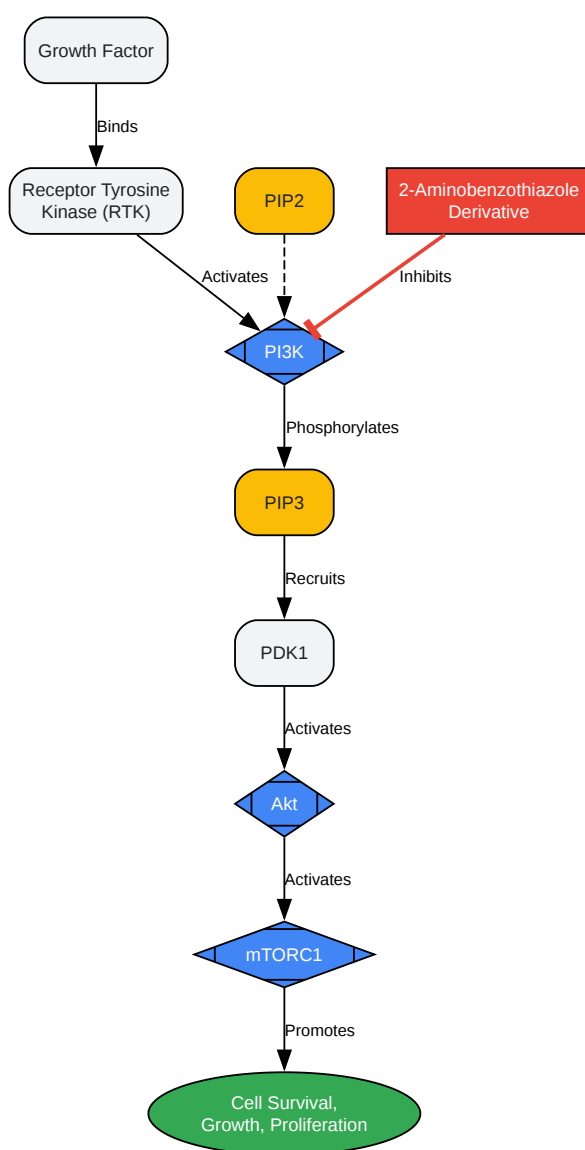 Growth Factor
Binds
Receptor Tyrosine
Kinase (RTK)
PIP2
2-Aminobenzothiazole
Derivative
Activates
Inhibits
PI3K
Phosphorylates
PIP3
Recruits
PDK1
Activates
Akt
Activates
mTORC1
Promotes
Cell Survival,
Growth, Proliferation